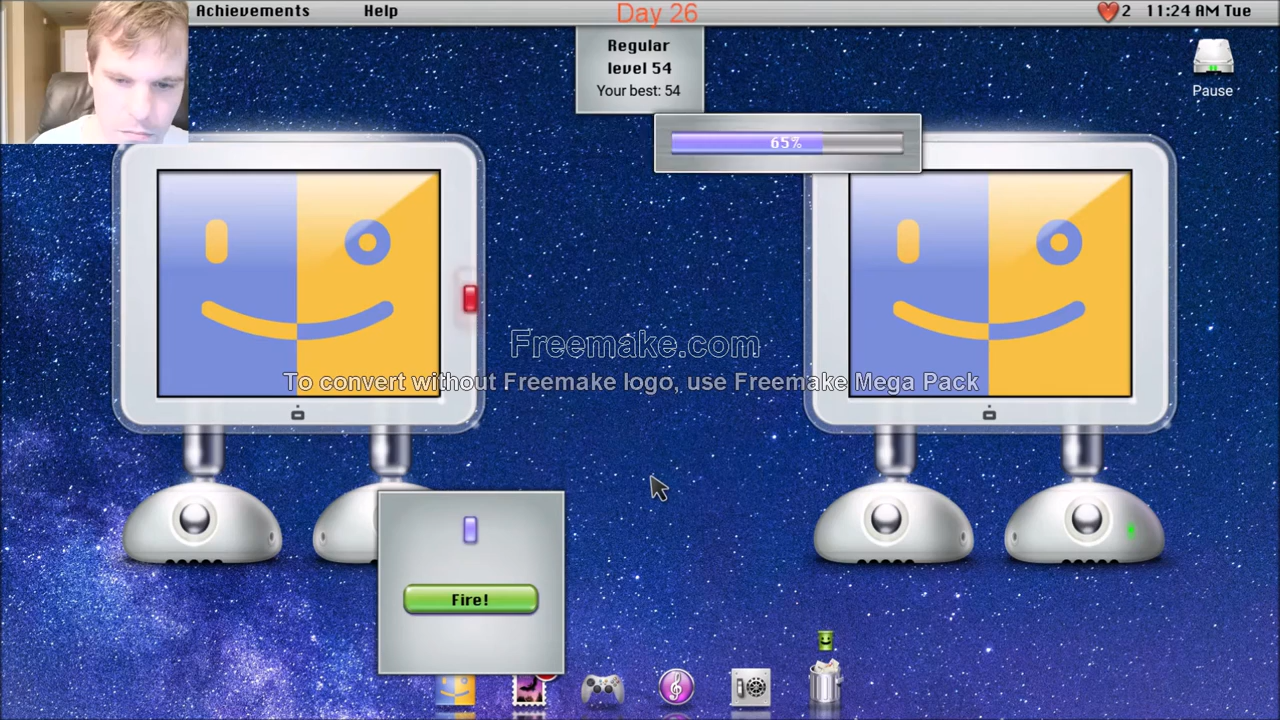 Achievements Help Day 26 2 11:24 AM Tue
Regular
level 54
Your best: 54
Pause
65%
Freemake.com
To convert without Freemake logo, use Freemake Mega Pack
Fire!